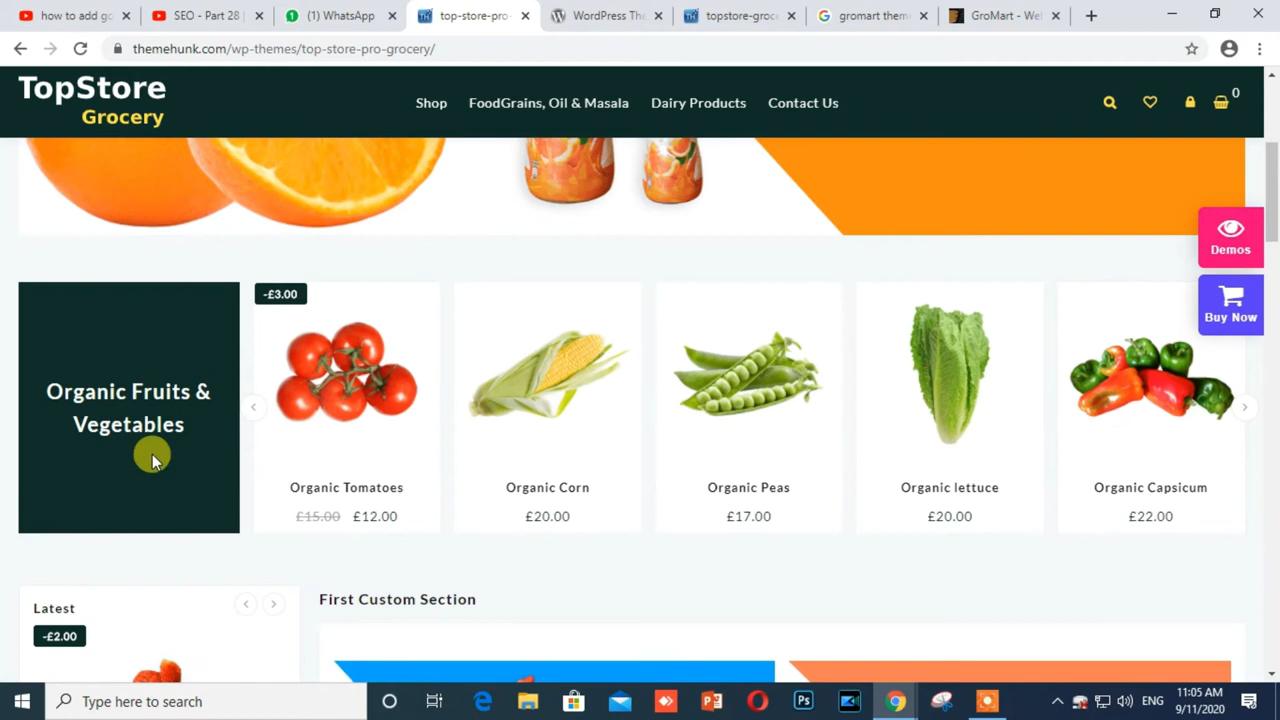 how to add go
SEO - Part 28 |
(1) WhatsApp
top-store-pro-
WordPress The
topstore-groce
gromart them
GroMart - We
themehunk.com/wp-themes/top-store-pro-grocery/
TopStore
Grocery
Shop
FoodGrains, Oil & Masala
Dairy Products
Contact Us
0
Demos
Buy Now
Organic Fruits &
Vegetables
-£3.00
Organic Tomatoes
£15.00 £12.00
Organic Corn
£20.00
Organic Peas
£17.00
Organic lettuce
£20.00
Organic Capsicum
£22.00
Latest
-£2.00
First Custom Section
Type here to search
ENG
11:05 AM
9/11/2020